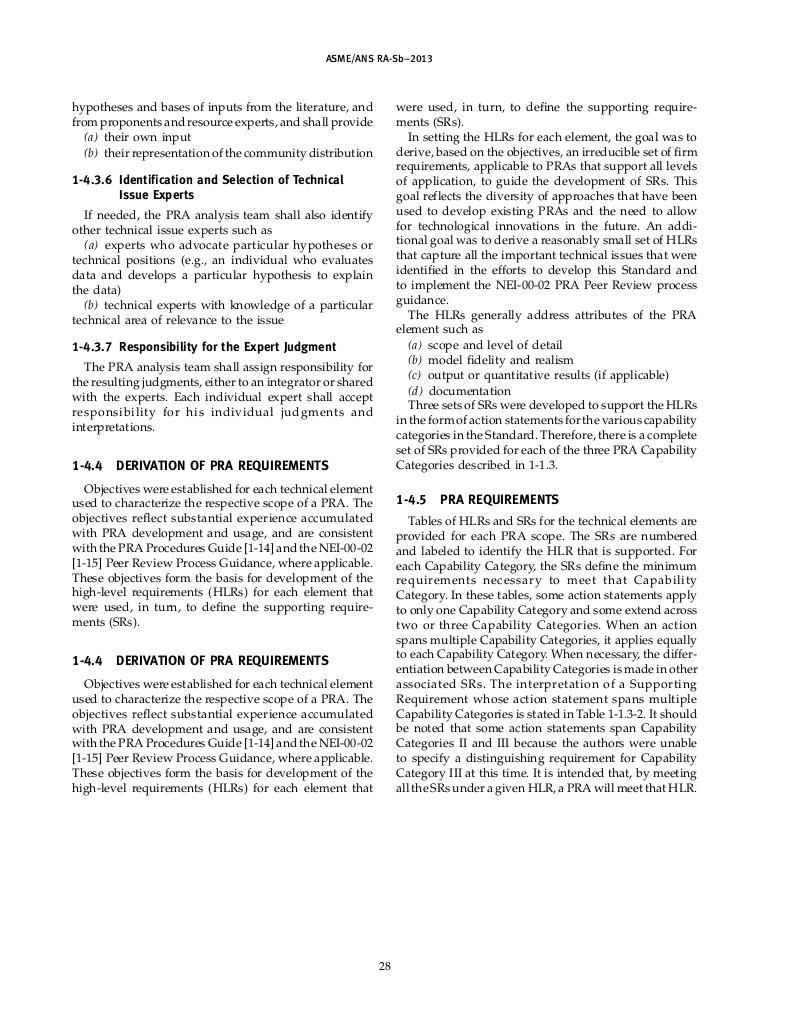 ASME/ANS RA-Sb–2013
hypotheses and bases of inputs from the literature, and
from proponents and resource experts, and shall provide
(a) their own input
(b) their representation of the community distribution
1-4.3.6 Identification and Selection of Technical
Issue Experts
If needed, the PRA analysis team shall also identify
other technical issue experts such as
(a) experts who advocate particular hypotheses or
technical positions (e.g., an individual who evaluates
data and develops a particular hypothesis to explain
the data)
(b) technical experts with knowledge of a particular
technical area of relevance to the issue
1-4.3.7 Responsibility for the Expert Judgment
The PRA analysis team shall assign responsibility for
the resulting judgments, either to an integrator or shared
with the experts. Each individual expert shall accept
responsibility for his individual judgments and
interpretations.
1-4.4 DERIVATION OF PRA REQUIREMENTS
Objectives were established for each technical element
used to characterize the respective scope of a PRA. The
objectives reflect substantial experience accumulated
with PRA development and usage, and are consistent
with the PRA Procedures Guide [1-14] and the NEI-00-02
[1-15] Peer Review Process Guidance, where applicable.
These objectives form the basis for development of the
high-level requirements (HLRs) for each element that
were used, in turn, to define the supporting require-
ments (SRs).
1-4.4 DERIVATION OF PRA REQUIREMENTS
Objectives were established for each technical element
used to characterize the respective scope of a PRA. The
objectives reflect substantial experience accumulated
with PRA development and usage, and are consistent
with the PRA Procedures Guide [1-14] and the NEI-00-02
[1-15] Peer Review Process Guidance, where applicable.
These objectives form the basis for development of the
high-level requirements (HLRs) for each element that
were used, in turn, to define the supporting require-
ments (SRs).
In setting the HLRs for each element, the goal was to
derive, based on the objectives, an irreducible set of firm
requirements, applicable to PRAs that support all levels
of application, to guide the development of SRs. This
goal reflects the diversity of approaches that have been
used to develop existing PRAs and the need to allow
for technological innovations in the future. An addi-
tional goal was to derive a reasonably small set of HLRs
that capture all the important technical issues that were
identified in the efforts to develop this Standard and
to implement the NEI-00-02 PRA Peer Review process
guidance.
The HLRs generally address attributes of the PRA
element such as
(a) scope and level of detail
(b) model fidelity and realism
(c) output or quantitative results (if applicable)
(d) documentation
Three sets of SRs were developed to support the HLRs
in the form of action statements for the various capability
categories in the Standard. Therefore, there is a complete
set of SRs provided for each of the three PRA Capability
Categories described in 1-1.3.
1-4.5 PRA REQUIREMENTS
Tables of HLRs and SRs for the technical elements are
provided for each PRA scope. The SRs are numbered
and labeled to identify the HLR that is supported. For
each Capability Category, the SRs define the minimum
requirements necessary to meet that Capability
Category. In these tables, some action statements apply
to only one Capability Category and some extend across
two or three Capability Categories. When an action
spans multiple Capability Categories, it applies equally
to each Capability Category. When necessary, the differ-
entiation between Capability Categories is made in other
associated SRs. The interpretation of a Supporting
Requirement whose action statement spans multiple
Capability Categories is stated in Table 1-1.3-2. It should
be noted that some action statements span Capability
Categories II and III because the authors were unable
to specify a distinguishing requirement for Capability
Category III at this time. It is intended that, by meeting
all the SRs under a given HLR, a PRA will meet that HLR.
28